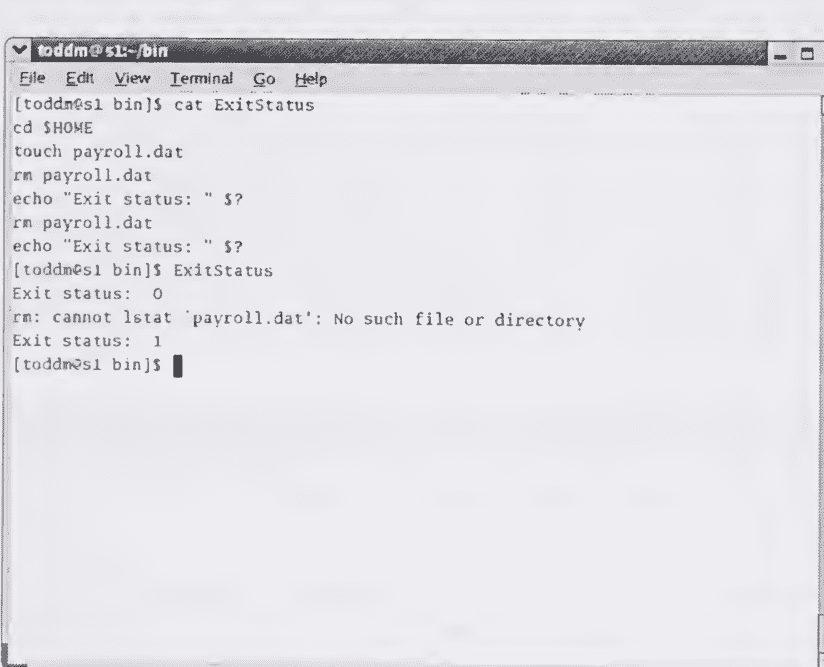 toddm@s1:~/bin
File Edit View Terminal Go Help
[toddm@s1 bin]$ cat ExitStatus
cd $HOME
touch payroll.dat
rm payroll.dat
echo "Exit status: " $?
rm payroll.dat
echo "Exit status: " $?
[toddm@s1 bin]$ ExitStatus
Exit status:  0
rm: cannot lstat `payroll.dat': No such file or directory
Exit status:  1
[toddm@s1 bin]$